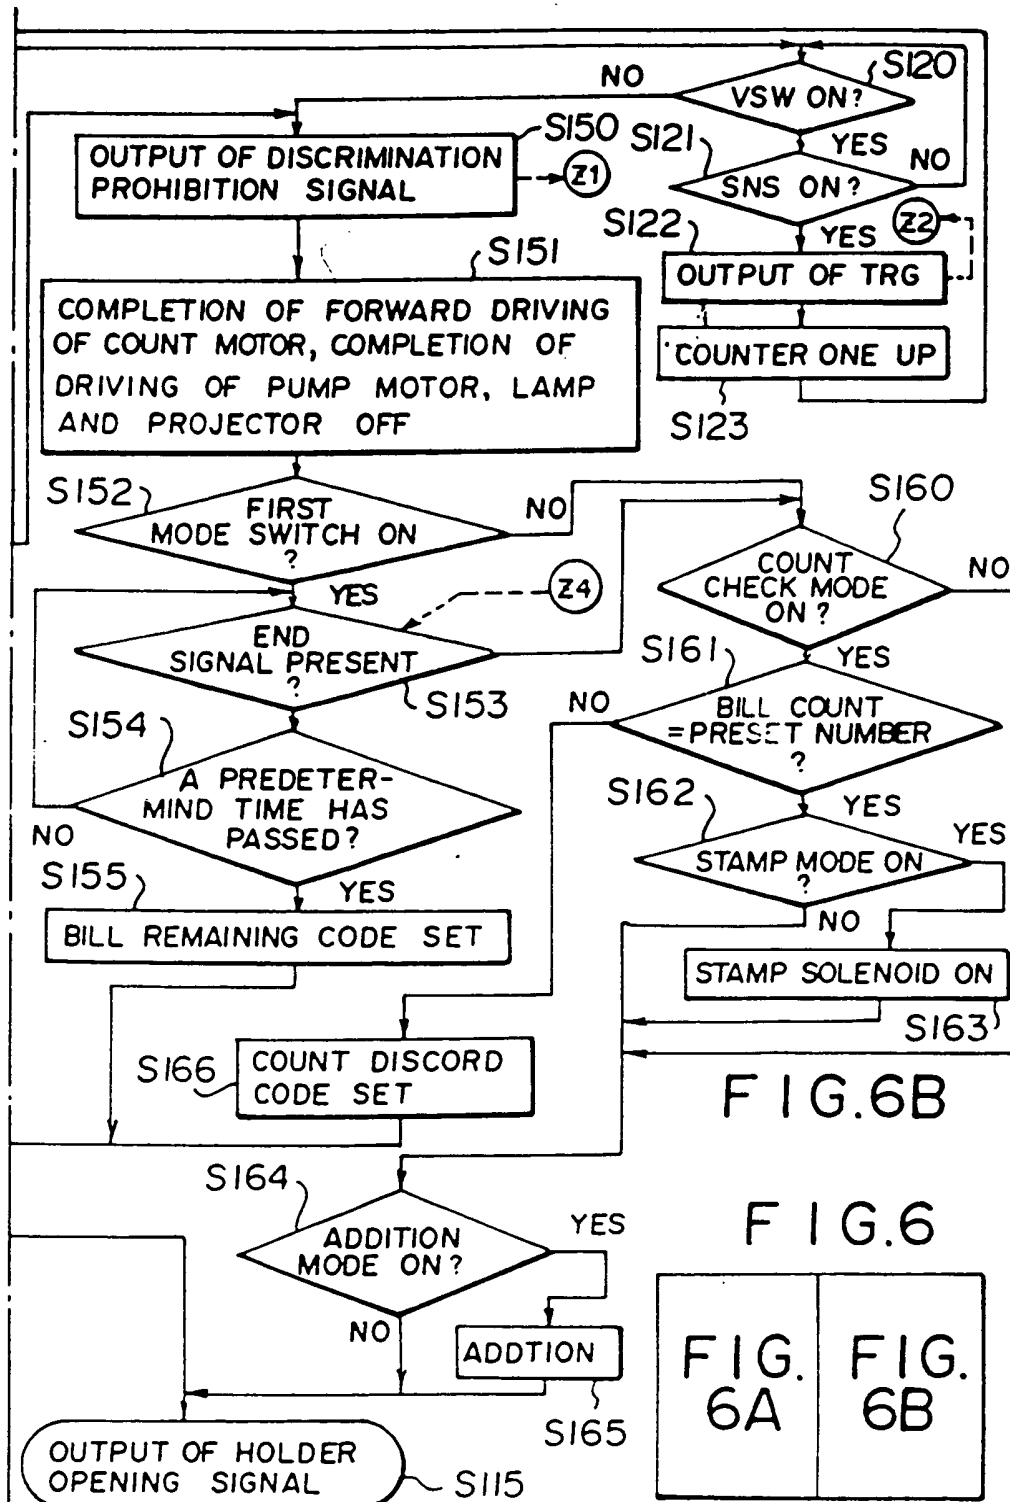 S120
NO
VSW ON?
S150
S121
YES
NO
OUTPUT OF DISCRIMINATION
PROHIBITION SIGNAL
Z1
SNS ON?
S122
YES
Z2
S151
OUTPUT OF TRG
COMPLETION OF FORWARD DRIVING
OF COUNT MOTOR, COMPLETION OF
DRIVING OF PUMP MOTOR, LAMP
AND PROJECTOR OFF
COUNTER ONE UP
S123
S152
FIRST
MODE SWITCH ON
?
NO
S160
COUNT
CHECK MODE
ON?
NO
YES
Z4
END
SIGNAL PRESENT
?
S153
S161
YES
NO
BILL COUNT
=PRESET NUMBER
?
S154
A PREDETER-
MIND TIME HAS
PASSED?
NO
YES
S162
YES
YES
STAMP MODE ON
?
NO
S155
BILL REMAINING CODE SET
STAMP SOLENOID ON
S163
S166
COUNT DISCORD
CODE SET
FIG.6B
S164
ADDITION
MODE ON?
YES
NO
ADDTION
S165
FIG.6
FIG.
6A
FIG.
6B
OUTPUT OF HOLDER
OPENING SIGNAL
S115